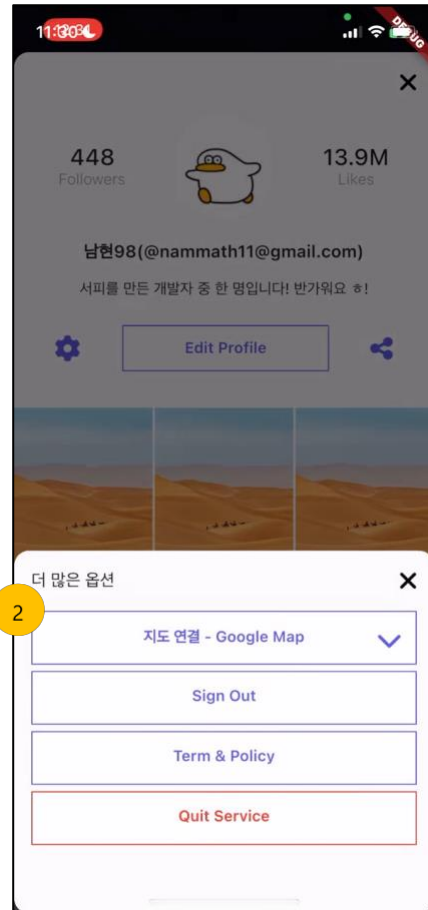 DEBUG
448
13.9M
Followers
Likes
남현98(@nammath11@gmail.com)
서피를 만든 개발자 중 한 명입니다! 반가워요 ㅎ!
Edit Profile
더 많은 옵션
2
지도 연결 - Google Map
Sign Out
Term & Policy
Quit Service